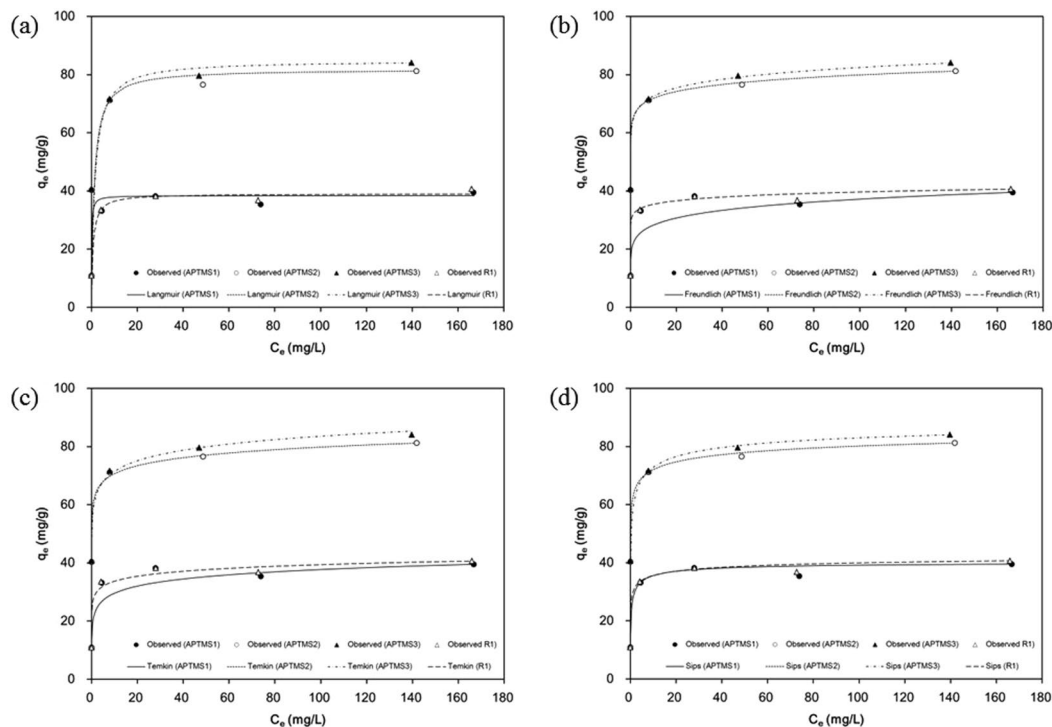 (a)
100
80
60
40
20
0
qe (mg/g)
Observed (APTMS1) Observed (APTMS2) Observed (APTMS3) Observed R1)
Langmuir (APTMS1) Langmuir (APTMS2) Langmuir (APTMS3) Langmuir (R1)
0 20 40 60 80 100 120 140 160 180
Ce (mg/L)
(b)
100
80
60
40
20
0
qe (mg/g)
Observed (APTMS1) Observed (APTMS2) Observed (APTMS3) Observed R1)
Freundlich (APTMS1) Freundlich (APTMS2) Freundlich (APTMS3) Freundlich (R1)
0 20 40 60 80 100 120 140 160 180
Ce (mg/L)
(c)
100
80
60
40
20
0
qe (mg/g)
Observed (APTMS1) Observed (APTMS2) Observed (APTMS3) Observed R1)
Temkin (APTMS1) Temkin (APTMS2) Temkin (APTMS3) Temkin (R1)
0 20 40 60 80 100 120 140 160 180
Ce (mg/L)
(d)
100
80
60
40
20
0
qe (mg/g)
Observed (APTMS1) Observed (APTMS2) Observed (APTMS3) Observed R1)
Sips (APTMS1) Sips (APTMS2) Sips (APTMS3) Sips (R1)
0 20 40 60 80 100 120 140 160 180
Ce (mg/L)